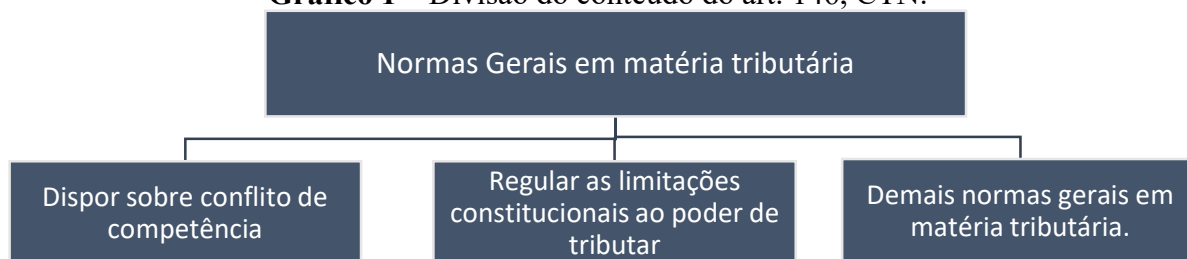 Gráfico 1 – Divisão do conteúdo do art. 146, CTN.
Normas Gerais em matéria tributária
Dispor sobre conflito de
competência
Regular as limitações
constitucionais ao poder de
tributar
Demais normas gerais em
matéria tributária.